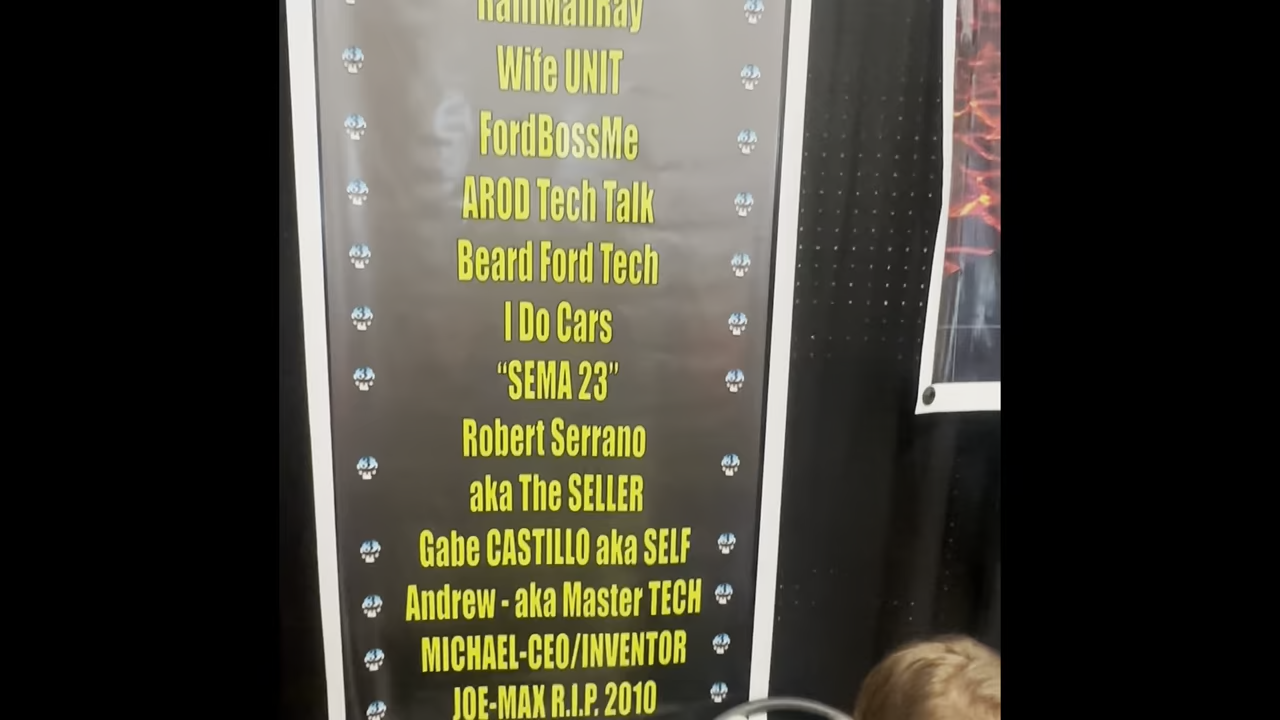 RainManRay
Wife UNIT
FordBossMe
AROD Tech Talk
Beard Ford Tech
I Do Cars
“SEMA 23”
Robert Serrano
aka The SELLER
Gabe CASTILLO aka SELF
Andrew - aka Master TECH
MICHAEL-CEO/INVENTOR
JOE-MAX R.I.P. 2010